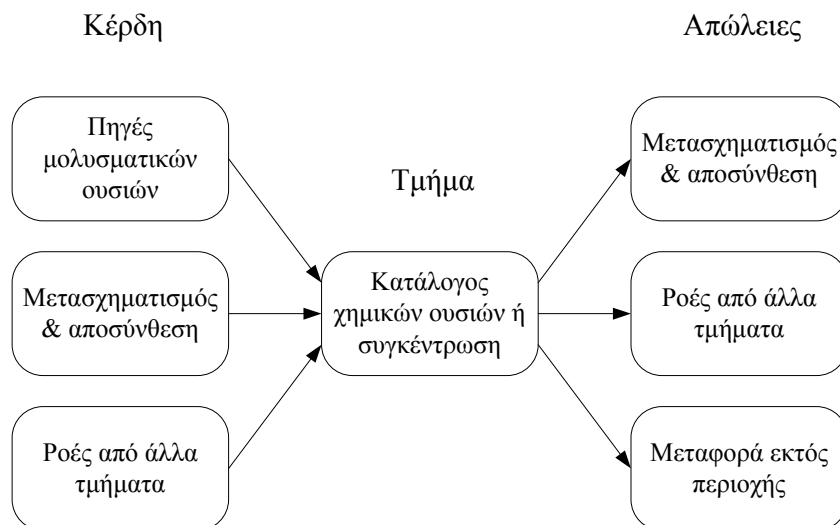 Κέρδη
Απώλειες
Πηγές
μολυσματικών
ουσιών
Μετασχηματισμός
& αποσύνθεση
Τμήμα
Μετασχηματισμός
& αποσύνθεση
Κατάλογος
χημικών ουσιών ή
συγκέντρωση
Ροές από άλλα
τμήματα
Ροές από άλλα
τμήματα
Μεταφορά εκτός
περιοχής